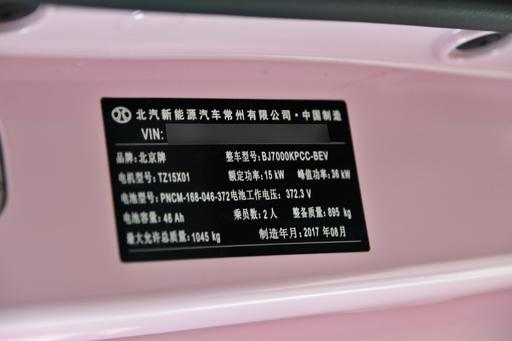 北汽新能源汽车常州有限公司·中国制造
VIN:
品牌: 北京牌 整车型号: BJ7000KPCC-BEV
电机型号: TZ15X01 额定功率: 15 kW 峰值功率: 36 kW
电池型号: PNCM-168-046-372 电池工作电压: 372.3 V
电池容量: 46 Ah 乘员数: 2 人 整备质量: 895 kg
最大允许总质量: 1045 kg 制造年月: 2017 年08月